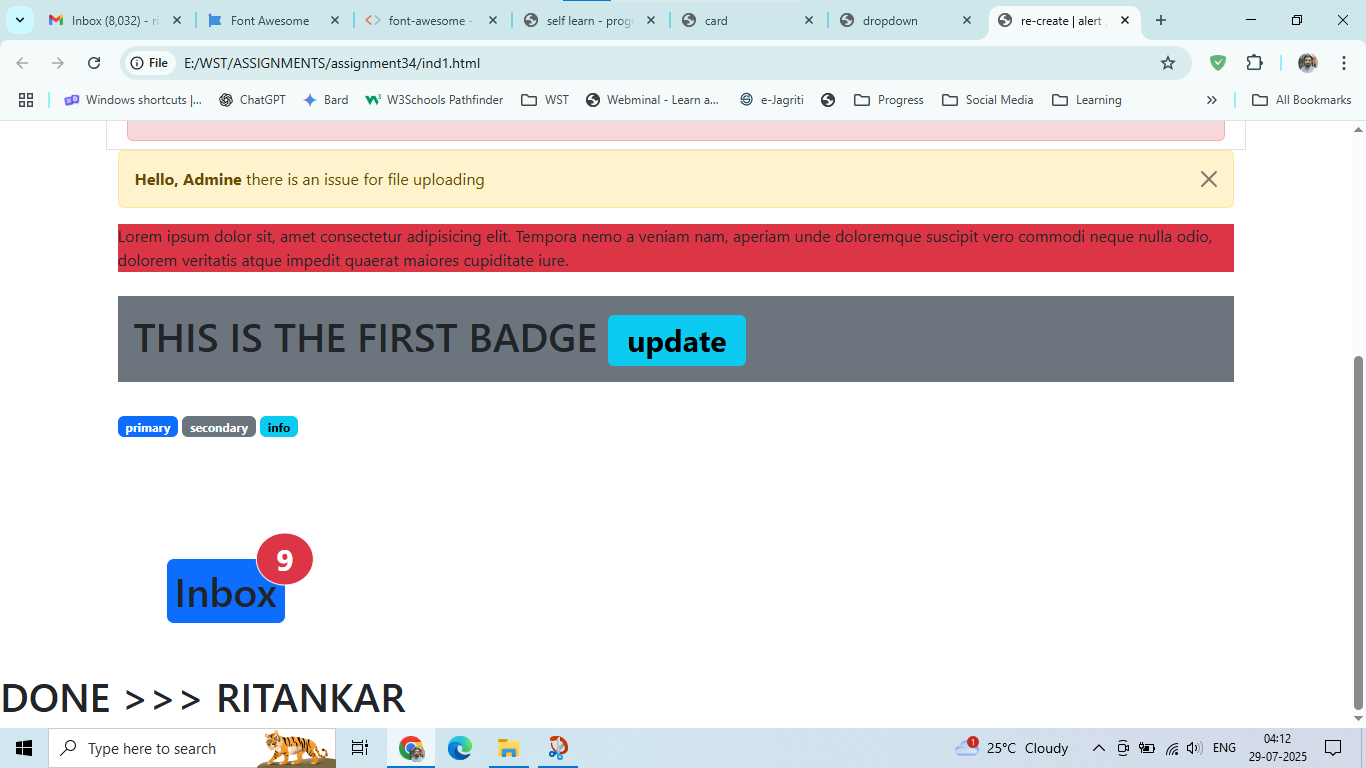 Inbox (8,032) - ri
Font Awesome
font-awesome -
self learn - prog
card
dropdown
re-create | alert
File
E:/WST/ASSIGNMENTS/assignment34/ind1.html
Windows shortcuts |...
ChatGPT
Bard
W3Schools Pathfinder
WST
Webminal - Learn a...
e-Jagriti
Progress
Social Media
Learning
All Bookmarks
Hello, Admine there is an issue for file uploading
Lorem ipsum dolor sit, amet consectetur adipisicing elit. Tempora nemo a veniam nam, aperiam unde doloremque suscipit vero commodi neque nulla odio,
dolorem veritatis atque impedit quaerat maiores cupiditate iure.
THIS IS THE FIRST BADGE update
primary secondary info
9
Inbox
DONE >>> RITANKAR
Type here to search
1
25°C Cloudy
ENG
04:12
29-07-2025